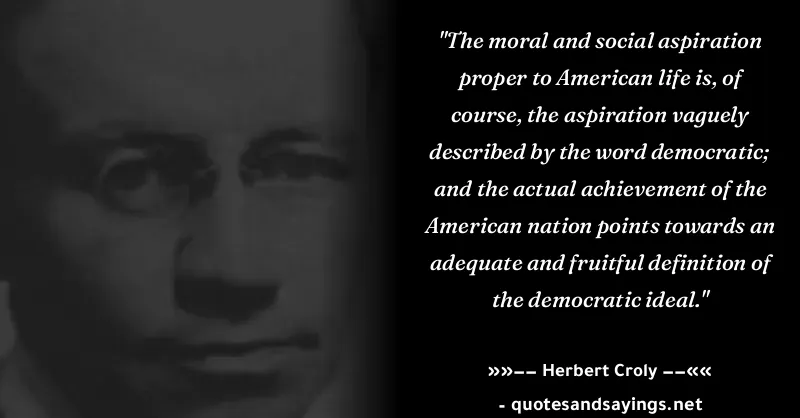 "The moral and social aspiration
proper to American life is, of
course, the aspiration vaguely
described by the word democratic;
and the actual achievement of the
American nation points towards an
adequate and fruitful definition of
the democratic ideal."
»»–– Herbert Croly ––««
- quotesandsayings.net